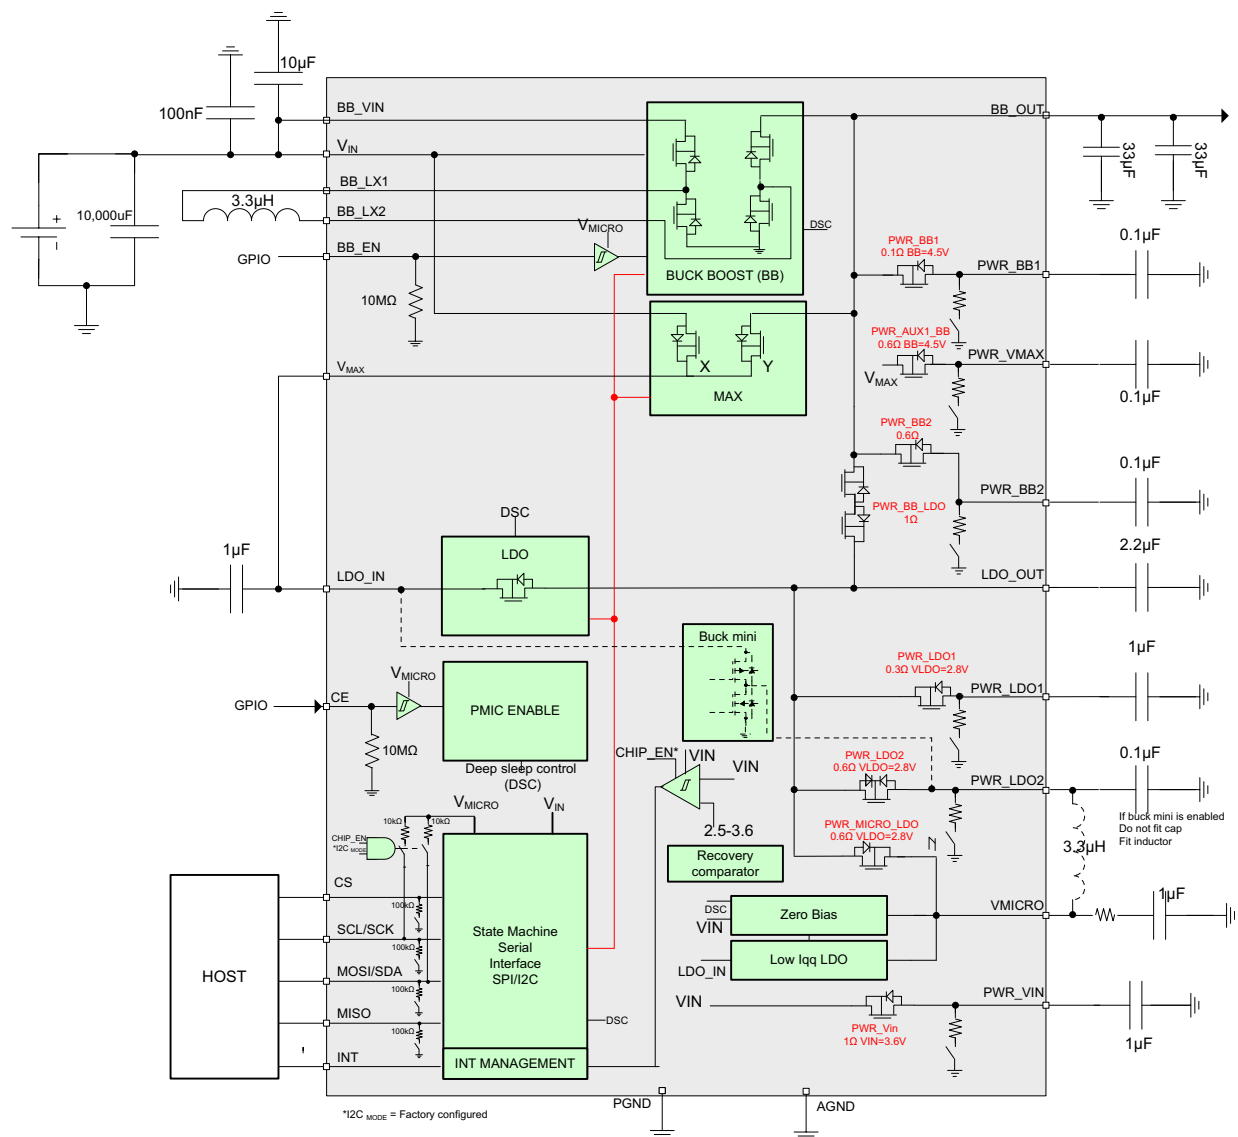 10µF
100nF
BB_VIN
BB_OUT
VIN
33µF
33µF
BB_LX1
3.3µH
10,000uF
+
BB_LX2
VMICRO
DSC
BB_EN
GPIO
PWR_BB1
0.1Ω BB=4.5V
0.1µF
PWR_BB1
BUCK BOOST (BB)
10MΩ
PWR_AUX1_BB
0.6Ω BB=4.5V
PWR_VMAX
VMAX
X
Y
VMAX
MAX
0.1µF
PWR_BB2
0.6Ω
0.1µF
PWR_BB2
PWR_BB_LDO
1Ω
DSC
1µF
LDO
2.2µF
LDO_IN
LDO_OUT
Buck mini
1µF
PWR_LDO1
0.3Ω VLDO=2.8V
VMICRO
PWR_LDO1
CE
GPIO
PMIC ENABLE
10MΩ
CHIP_EN*
VIN
VIN
PWR_LDO2
0.6Ω VLDO=2.8V
0.1µF
Deep sleep control
(DSC)
PWR_LDO2
VMICRO
VIN
10kΩ
10kΩ
2.5-3.6
PWR_MICRO_LDO
0.6Ω VLDO=2.8V
If buck mini is enabled
Do not fit cap
Fit inductor
CHIP_EN
*I2C MODE
3.3µH
Recovery
comparator
CS
100kΩ
DSC
VIN
Zero Bias
VMICRO
1µF
SCL/SCK
100kΩ
State Machine
Serial
Interface
SPI/I2C
LDO_IN
Low Iqq LDO
HOST
MOSI/SDA
100kΩ
VIN
PWR_VIN
MISO
100kΩ
DSC
PWR_Vin
1Ω VIN=3.6V
1µF
INT
INT MANAGEMENT
*I2C MODE = Factory configured
PGND
AGND